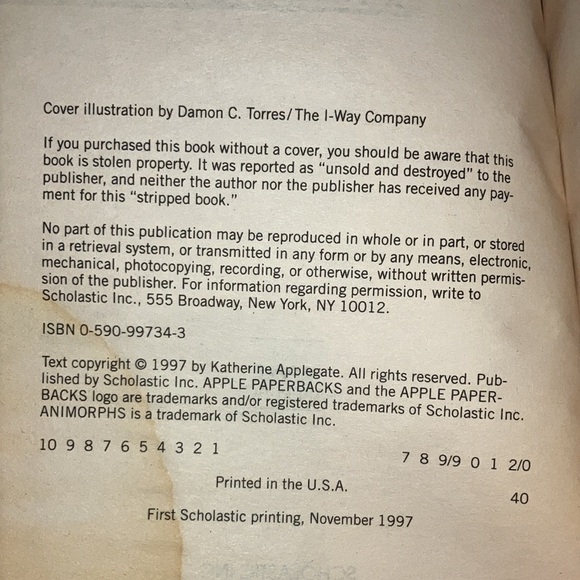 Cover illustration by Damon C. Torres/The I-Way Company
If you purchased this book without a cover, you should be aware that this
book is stolen property. It was reported as “unsold and destroyed” to the
publisher, and neither the author nor the publisher has received any pay-
ment for this “stripped book.”
No part of this publication may be reproduced in whole or in part, or stored
in a retrieval system, or transmitted in any form or by any means, electronic,
mechanical, photocopying, recording, or otherwise, without written permis-
sion of the publisher. For information regarding permission, write to
Scholastic Inc., 555 Broadway, New York, NY 10012.
ISBN 0-590-99734-3
Text copyright © 1997 by Katherine Applegate. All rights reserved. Pub-
lished by Scholastic Inc. APPLE PAPERBACKS and the APPLE PAPER-
BACKS logo are trademarks and/or registered trademarks of Scholastic Inc.
ANIMORPHS is a trademark of Scholastic Inc.
10 9 8 7 6 5 4 3 2 1 7 8 9/9 0 1 2/0
Printed in the U.S.A. 40
First Scholastic printing, November 1997